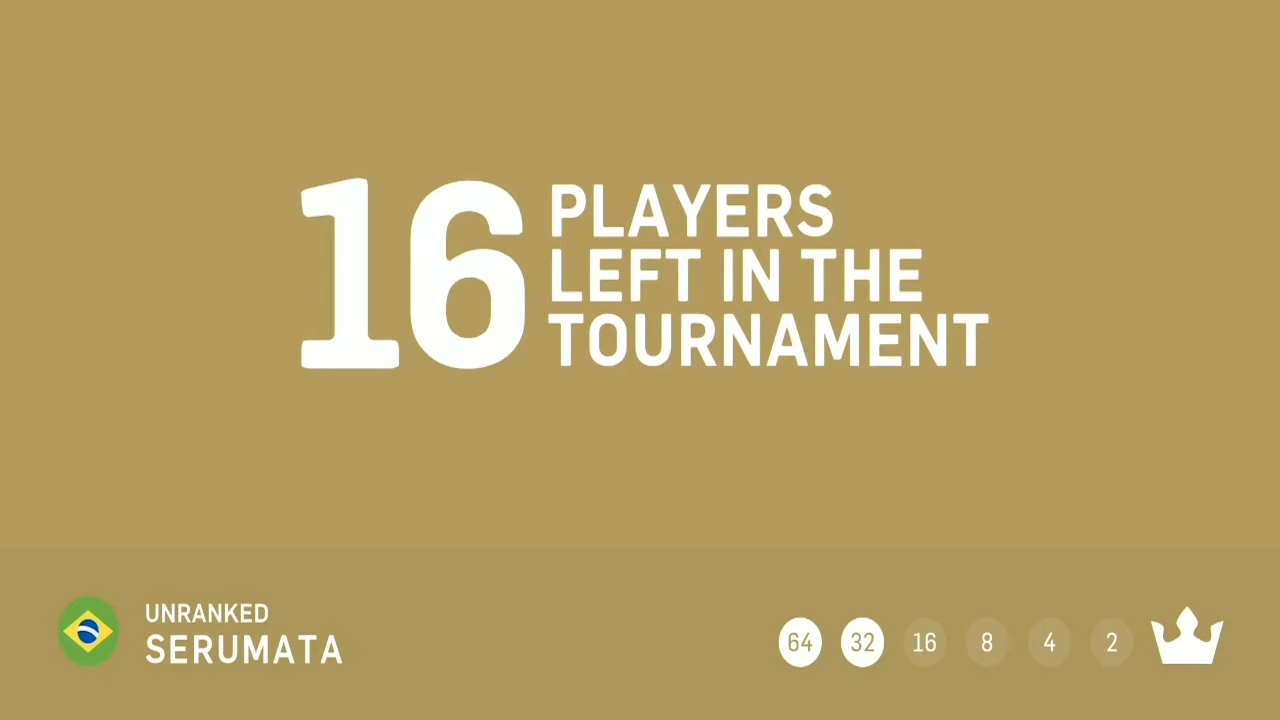 16
PLAYERS
LEFT IN THE
TOURNAMENT
UNRANKED
SERUMATA
64 32 16 8 4 2